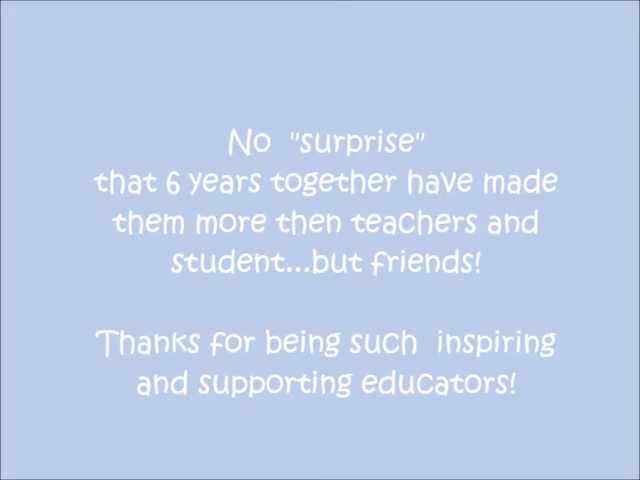 No  "surprise"
that 6 years together have made
them more then teachers and
student...but friends!
Thanks for being such  inspiring
and supporting educators!